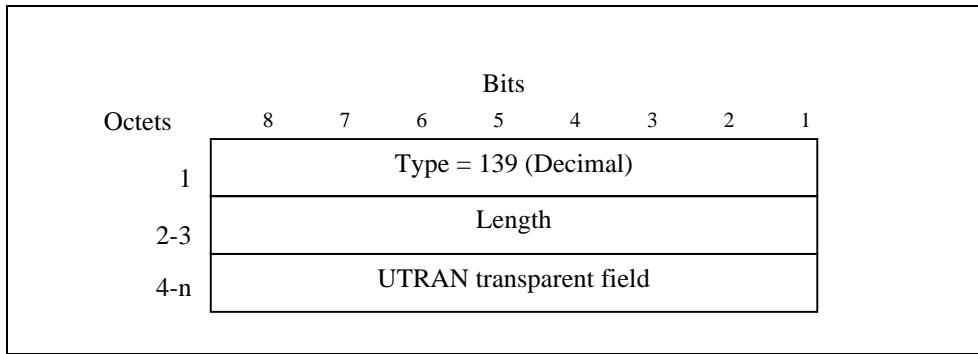 Bits
Octets 8 7 6 5 4 3 2 1
1 Type = 139 (Decimal)
2-3 Length
4-n UTRAN transparent field